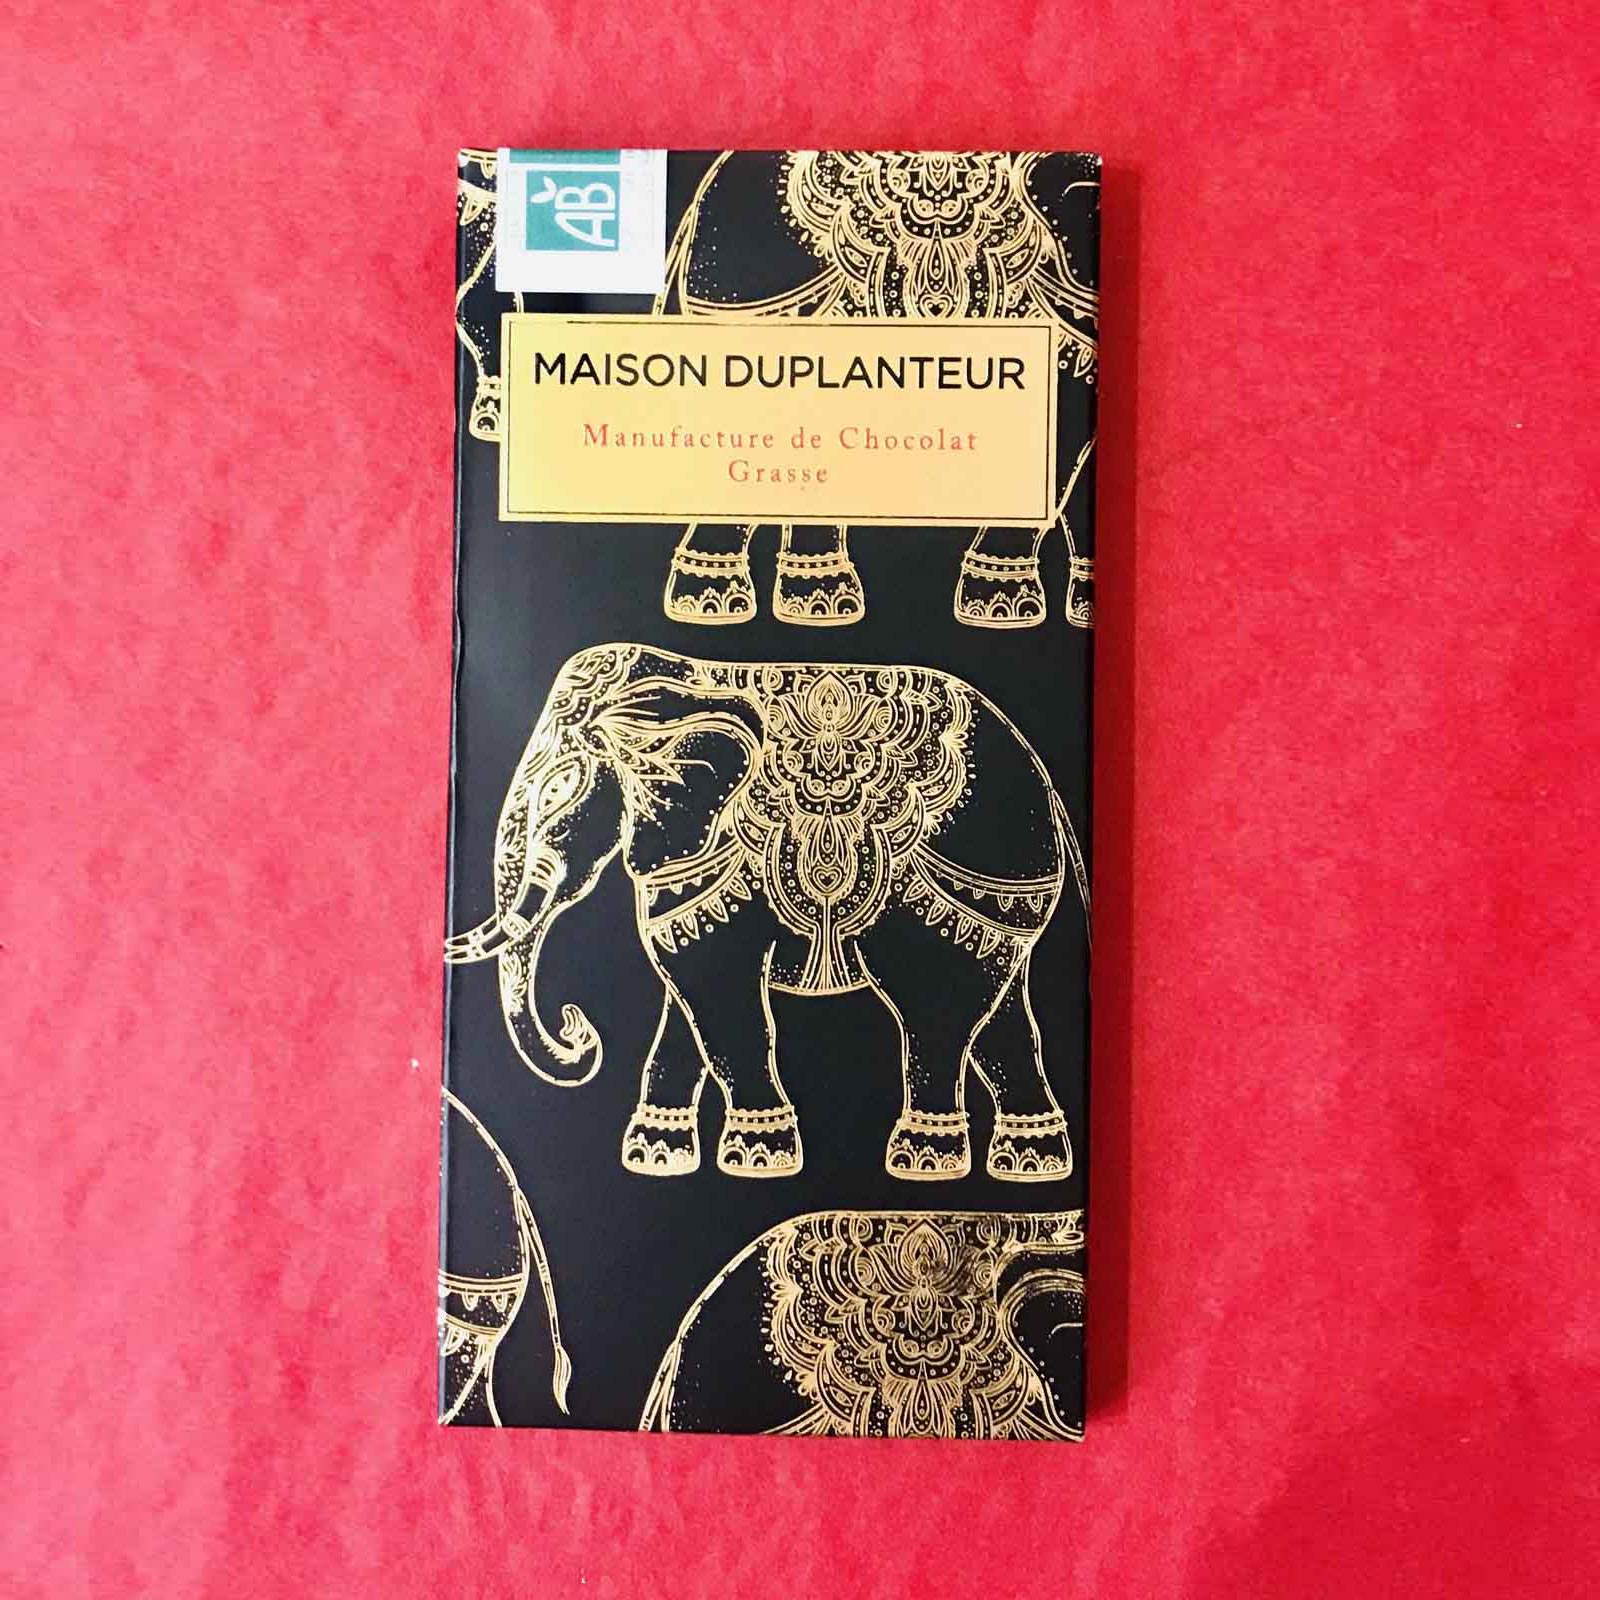 AB
MAISON DUPLANTEUR
Manufacture de Chocolat
Grasse